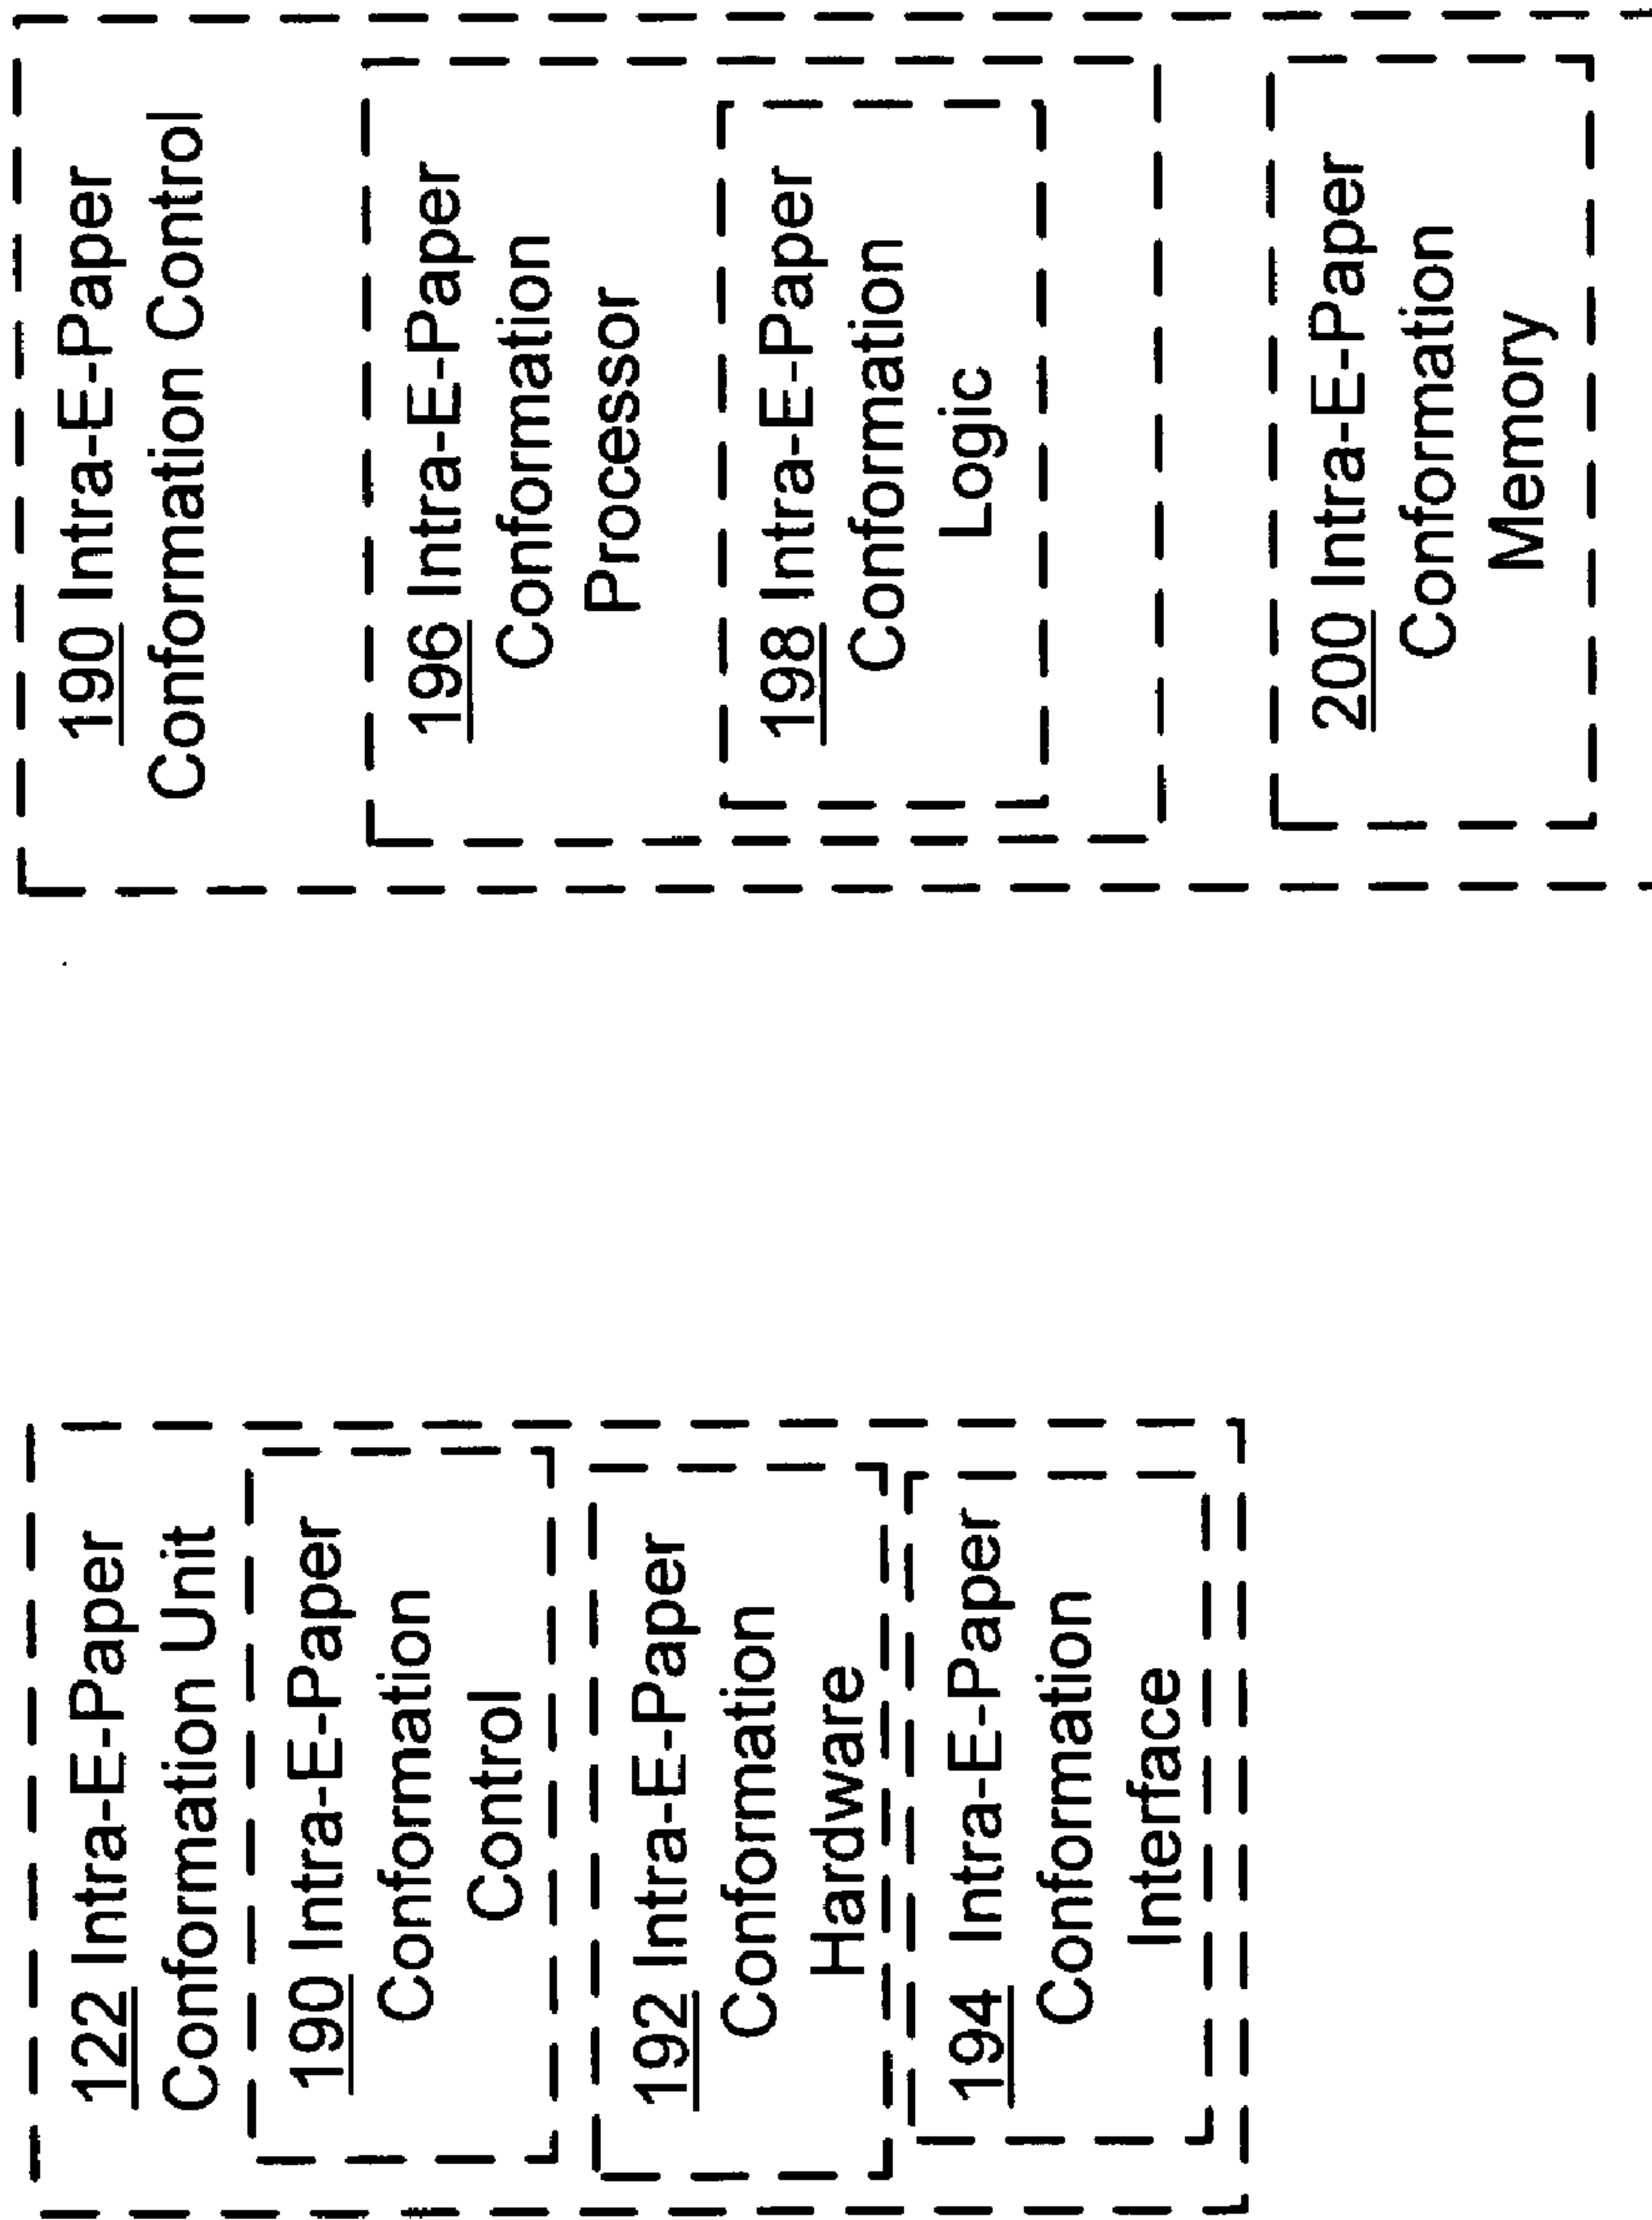 122 Intra-E-Paper
Conformation Unit
190 Intra-E-Paper
Conformation
Control
192 Intra-E-Paper
Conformation
Hardware
194 Intra-E-Paper
Conformation
Interface
190 Intra-E-Paper
Conformation Control
196 Intra-E-Paper
Conformation
Processor
198 Intra-E-Paper
Conformation
Logic
200 Intra-E-Paper
Conformation
Memory